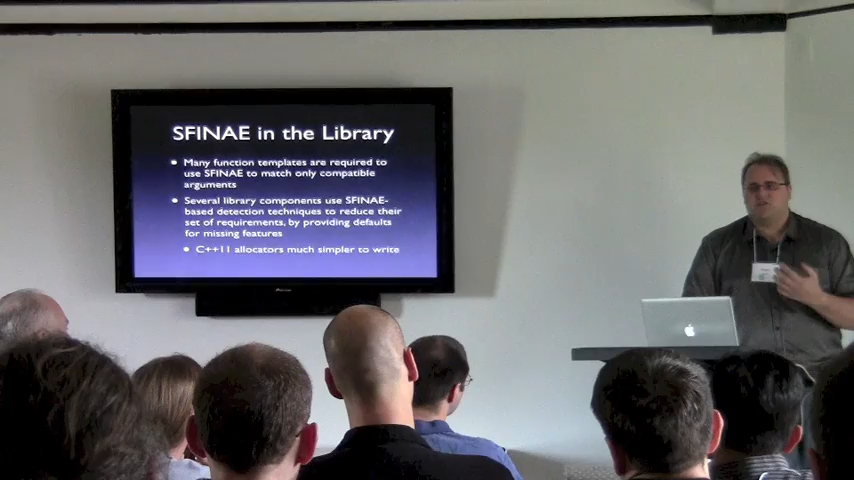 SFINAE in the Library
• Many function templates are required to
use SFINAE to match only compatible
arguments
• Several library components use SFINAE-
based detection techniques to reduce their
set of requirements, by providing defaults
for missing features
• C++11 allocators much simpler to write